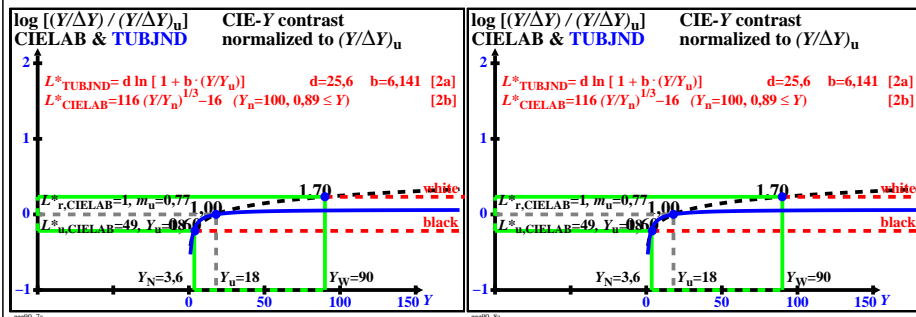 log [(Y/ΔY) / (Y/ΔY)u]
CIE-Y contrast
CIELAB & TUBJND
normalized to (Y/ΔY)u
2
L*TUBJND= d ln [ 1 + b·(Y/Yu)] d=25,6 b=6,141 [2a]
L*CIELAB=116 (Y/Yn)^1/3−16 (Yn=100, 0,89 ≤ Y) [2b]
1
1,70
white
L*r,CIELAB=1, mu=0,77
1,00
0
L*u,CIELAB=49, Yu=18
black
YN=3,6
Yu=18
YW=90
−1
0
50
100
150
Y
log [(Y/ΔY) / (Y/ΔY)u]
CIE-Y contrast
CIELAB & TUBJND
normalized to (Y/ΔY)u
2
L*TUBJND= d ln [ 1 + b·(Y/Yu)] d=25,6 b=6,141 [2a]
L*CIELAB=116 (Y/Yn)^1/3−16 (Yn=100, 0,89 ≤ Y) [2b]
1
1,70
white
L*r,CIELAB=1, mu=0,77
1,00
0
L*u,CIELAB=49, Yu=18
black
YN=3,6
Yu=18
YW=90
−1
0
50
100
150
Y